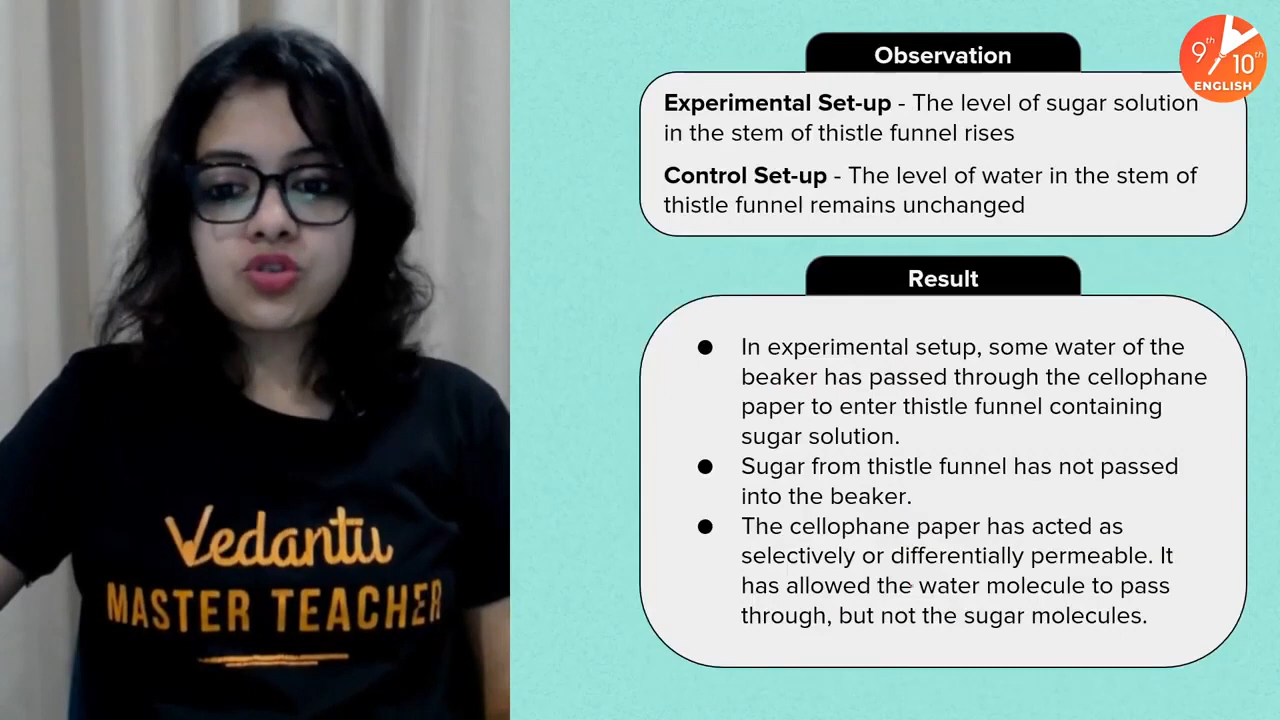 Observation
Experimental Set-up - The level of sugar solution
in the stem of thistle funnel rises
Control Set-up - The level of water in the stem of
thistle funnel remains unchanged
Result
● In experimental setup, some water of the
beaker has passed through the cellophane
paper to enter thistle funnel containing
sugar solution.
● Sugar from thistle funnel has not passed
into the beaker.
● The cellophane paper has acted as
selectively or differentially permeable. It
has allowed the water molecule to pass
through, but not the sugar molecules.
9th
10th
ENGLISH
Vedantu
MASTER TEACHER